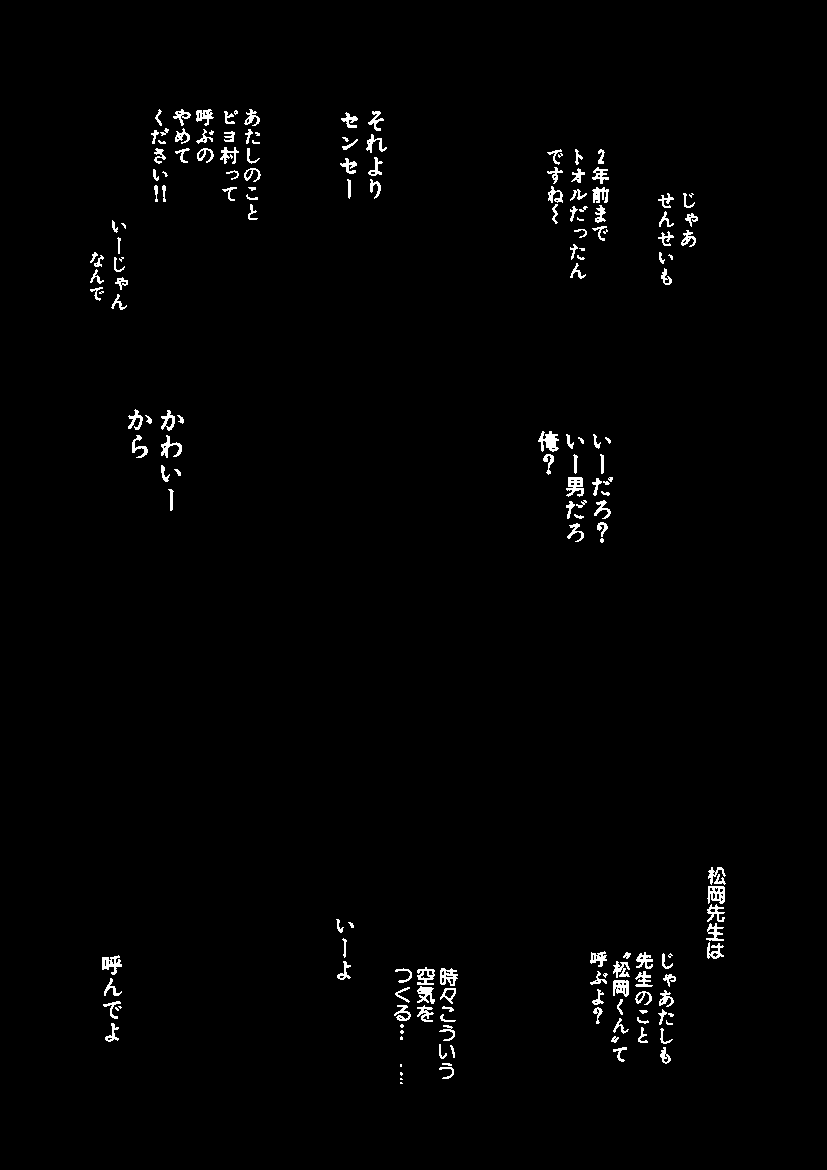 じゃあ
せんせいも
2年前まで
トオルだったん
ですね〜
それより
センセー
あたしのこと
ピヨ村って
呼ぶの
やめて
ください!!
いーじゃん
なんで
いーだろ?
いー男だろ
俺?
かわいー
から
松岡先生は
じゃあたしも
先生のこと
〝松岡くん〟て
呼ぶよ?
時々こういう
空気を
つくる… …
いーよ
呼んでよ